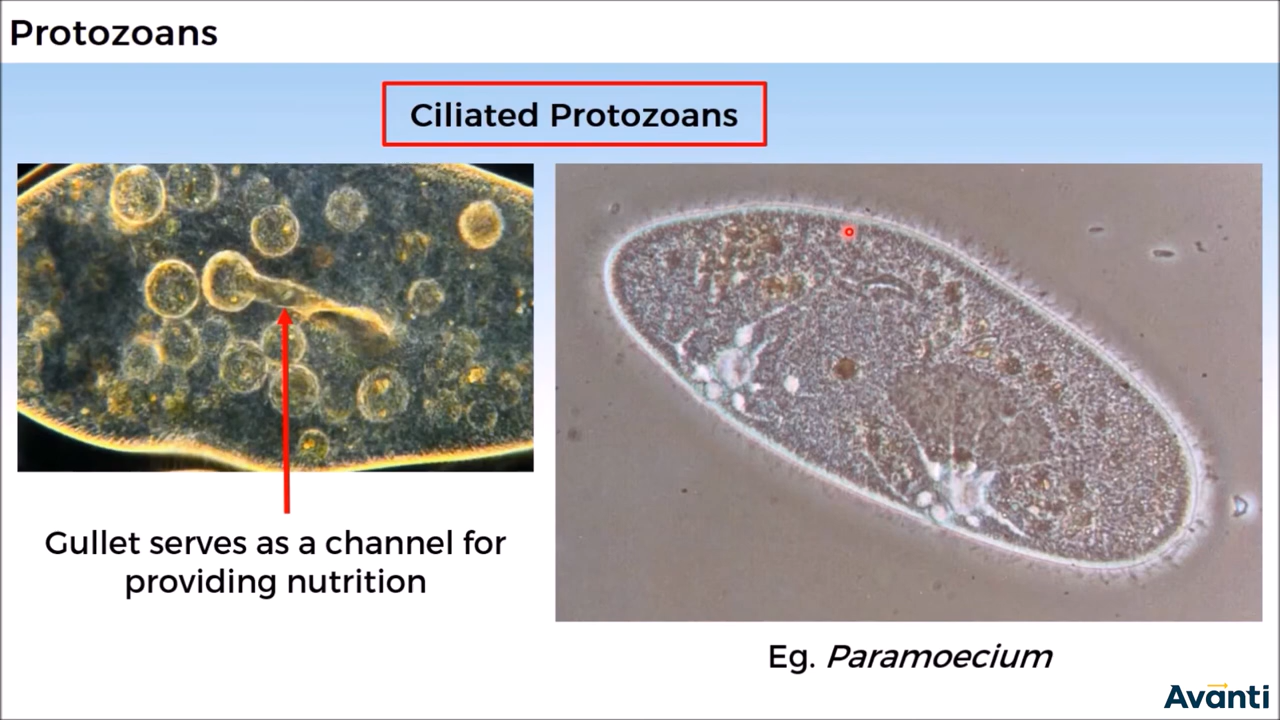 Protozoans
Ciliated Protozoans
Gullet serves as a channel for
providing nutrition
Eg. Paramoecium
Avanti